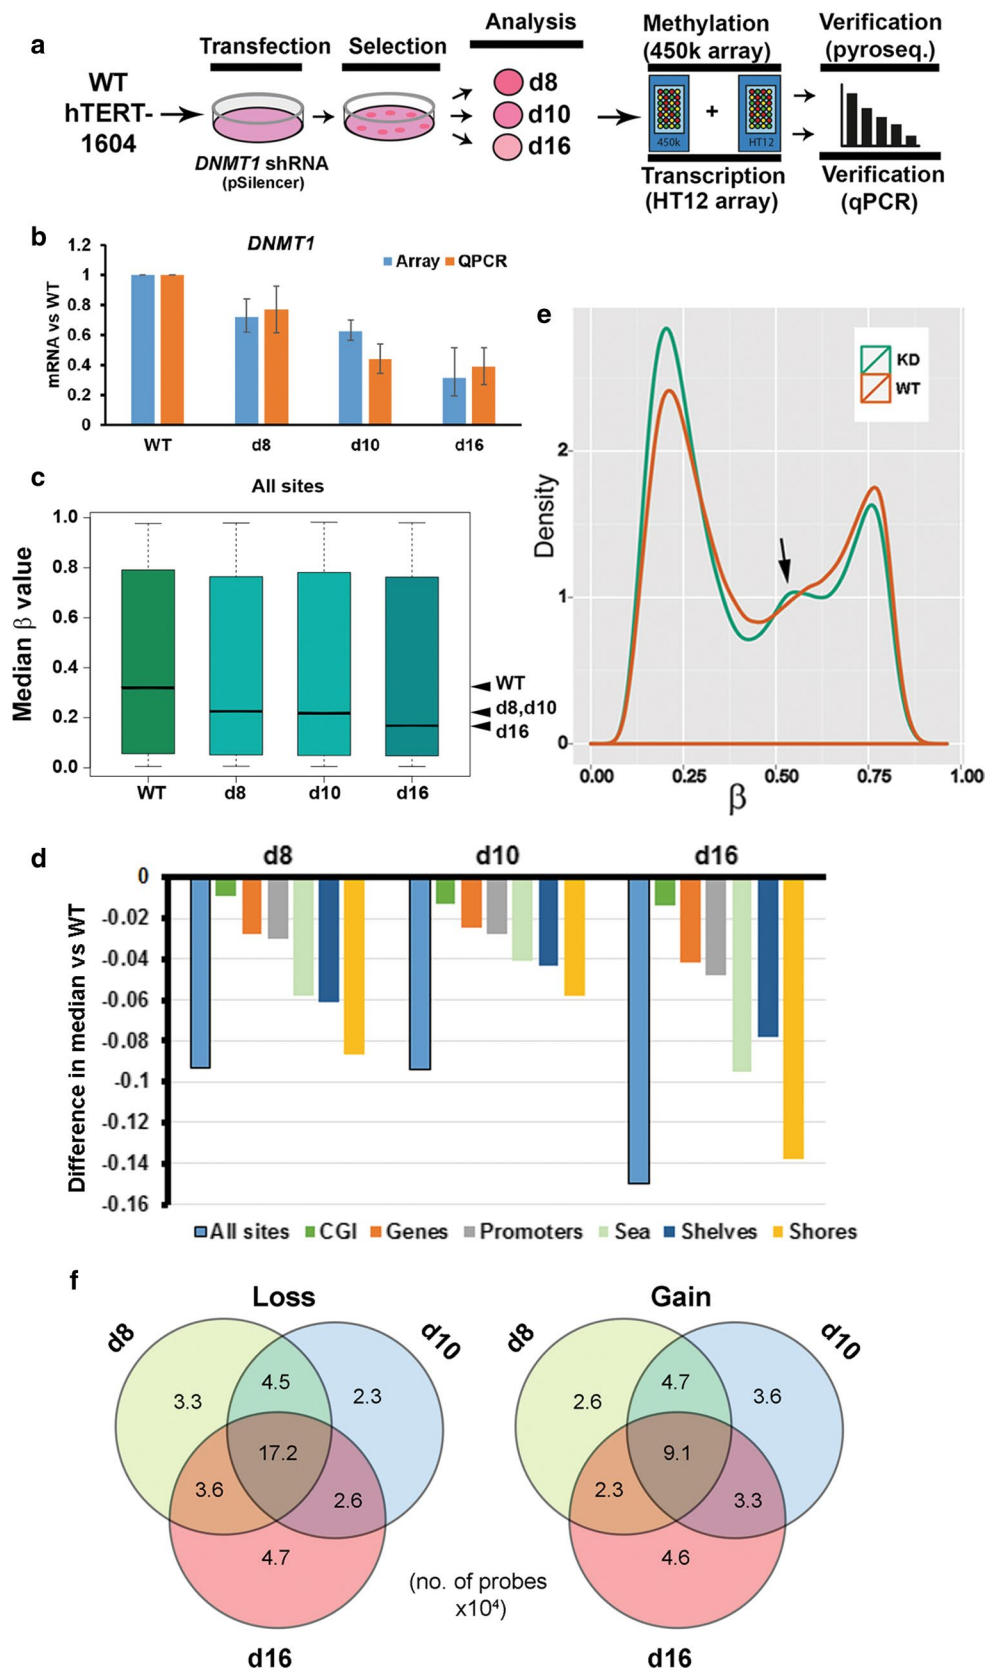 a
Transfection
Selection
Analysis
Methylation
(450k array)
Verification
(pyroseq.)
WT
hTERT-
1604
DNMT1 shRNA
(pSilencer)
d8
d10
d16
450k
+
HT12
Transcription
(HT12 array)
Verification
(qPCR)
b
DNMT1
Array
QPCR
mRNA vs WT
1.2
1
0.8
0.6
0.4
0.2
0
WT
d8
d10
d16
c
All sites
Median β value
1.0
0.8
0.6
0.4
0.2
0.0
WT
d8,d10
d16
WT
d8
d10
d16
e
KD
WT
Density
2
1
0
0.00
0.25
0.50
0.75
1.00
β
d
d8
d10
d16
Difference in median vs WT
0
-0.02
-0.04
-0.06
-0.08
-0.1
-0.12
-0.14
-0.16
All sites
CGI
Genes
Promoters
Sea
Shelves
Shores
f
Loss
d8
d10
3.3
4.5
2.3
17.2
3.6
2.6
4.7
d16
(no. of probes
x10⁴)
Gain
d8
d10
2.6
4.7
3.6
9.1
2.3
3.3
4.6
d16